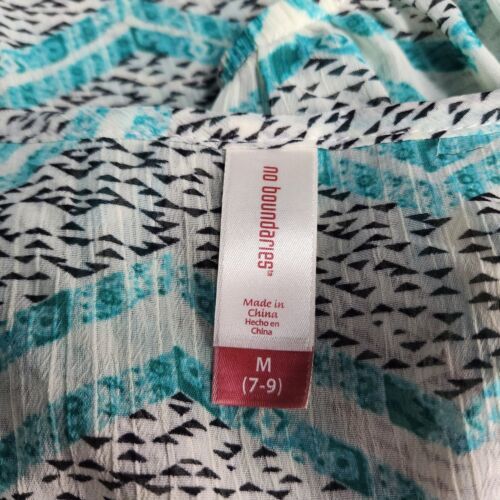 no boundaries™
Made in
China
Hecho en
China
M
(7-9)